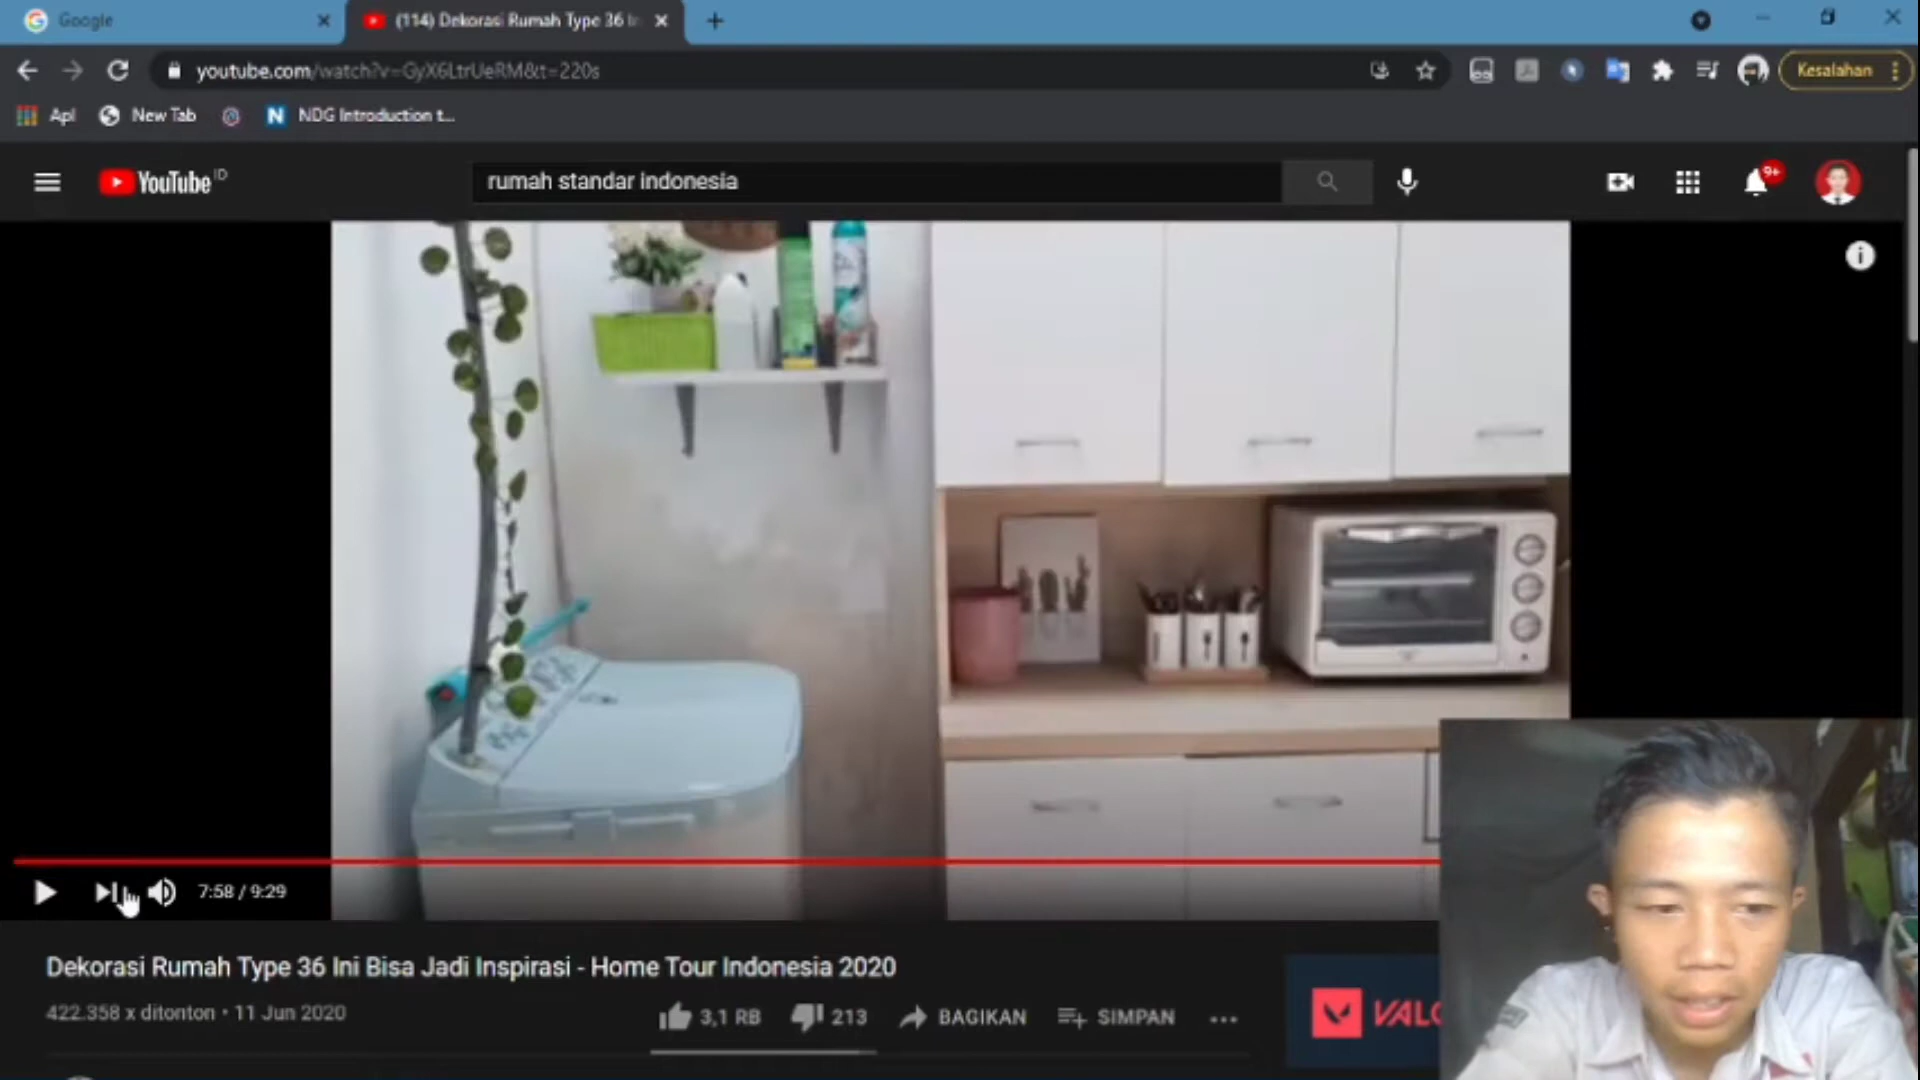 Google
(114) Dekorasi Rumah Type 36 In
youtube.com/watch?v=GyX6LtrUeRM&t=220s
Kesalahan
Apl
New Tab
NDG Introduction t...
YouTube ID
rumah standar indonesia
9+
7:58 / 9:29
Dekorasi Rumah Type 36 Ini Bisa Jadi Inspirasi - Home Tour Indonesia 2020
422.358 x ditonton • 11 Jun 2020
3,1 RB
213
BAGIKAN
SIMPAN
VALO